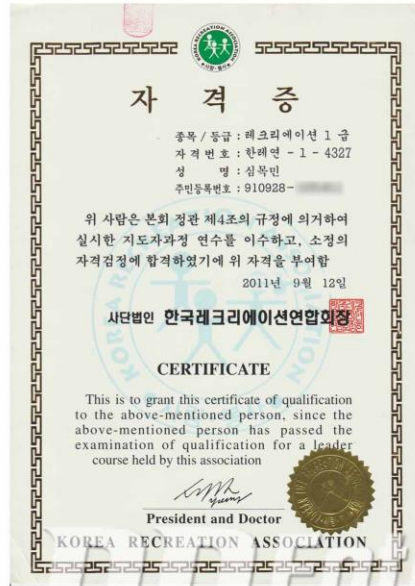 KOREA RECREATION ASSOCIATION
자 격 증
종목 / 등급 : 레크리에이션 1 급
자 격 번 호 : 한레연 - 1 - 4327
성 명 : 심목민
주민등록번호 : 910928-
위 사람은 본회 정관 제4조의 규정에 의거하여
실시한 지도자과정 연수를 이수하고, 소정의
자격검정에 합격하였기에 위 자격을 부여함
2011년 9월 12일
사단법인 한국레크리에이션연합회장
KOREA RECREATION ASSOCIATION
CERTIFICATE
This is to grant this certificate of qualification
to the above-mentioned person, since the
above-mentioned person has passed the
examination of qualification for a leader
course held by this association
President and Doctor
KOREA RECREATION ASSOCIATION